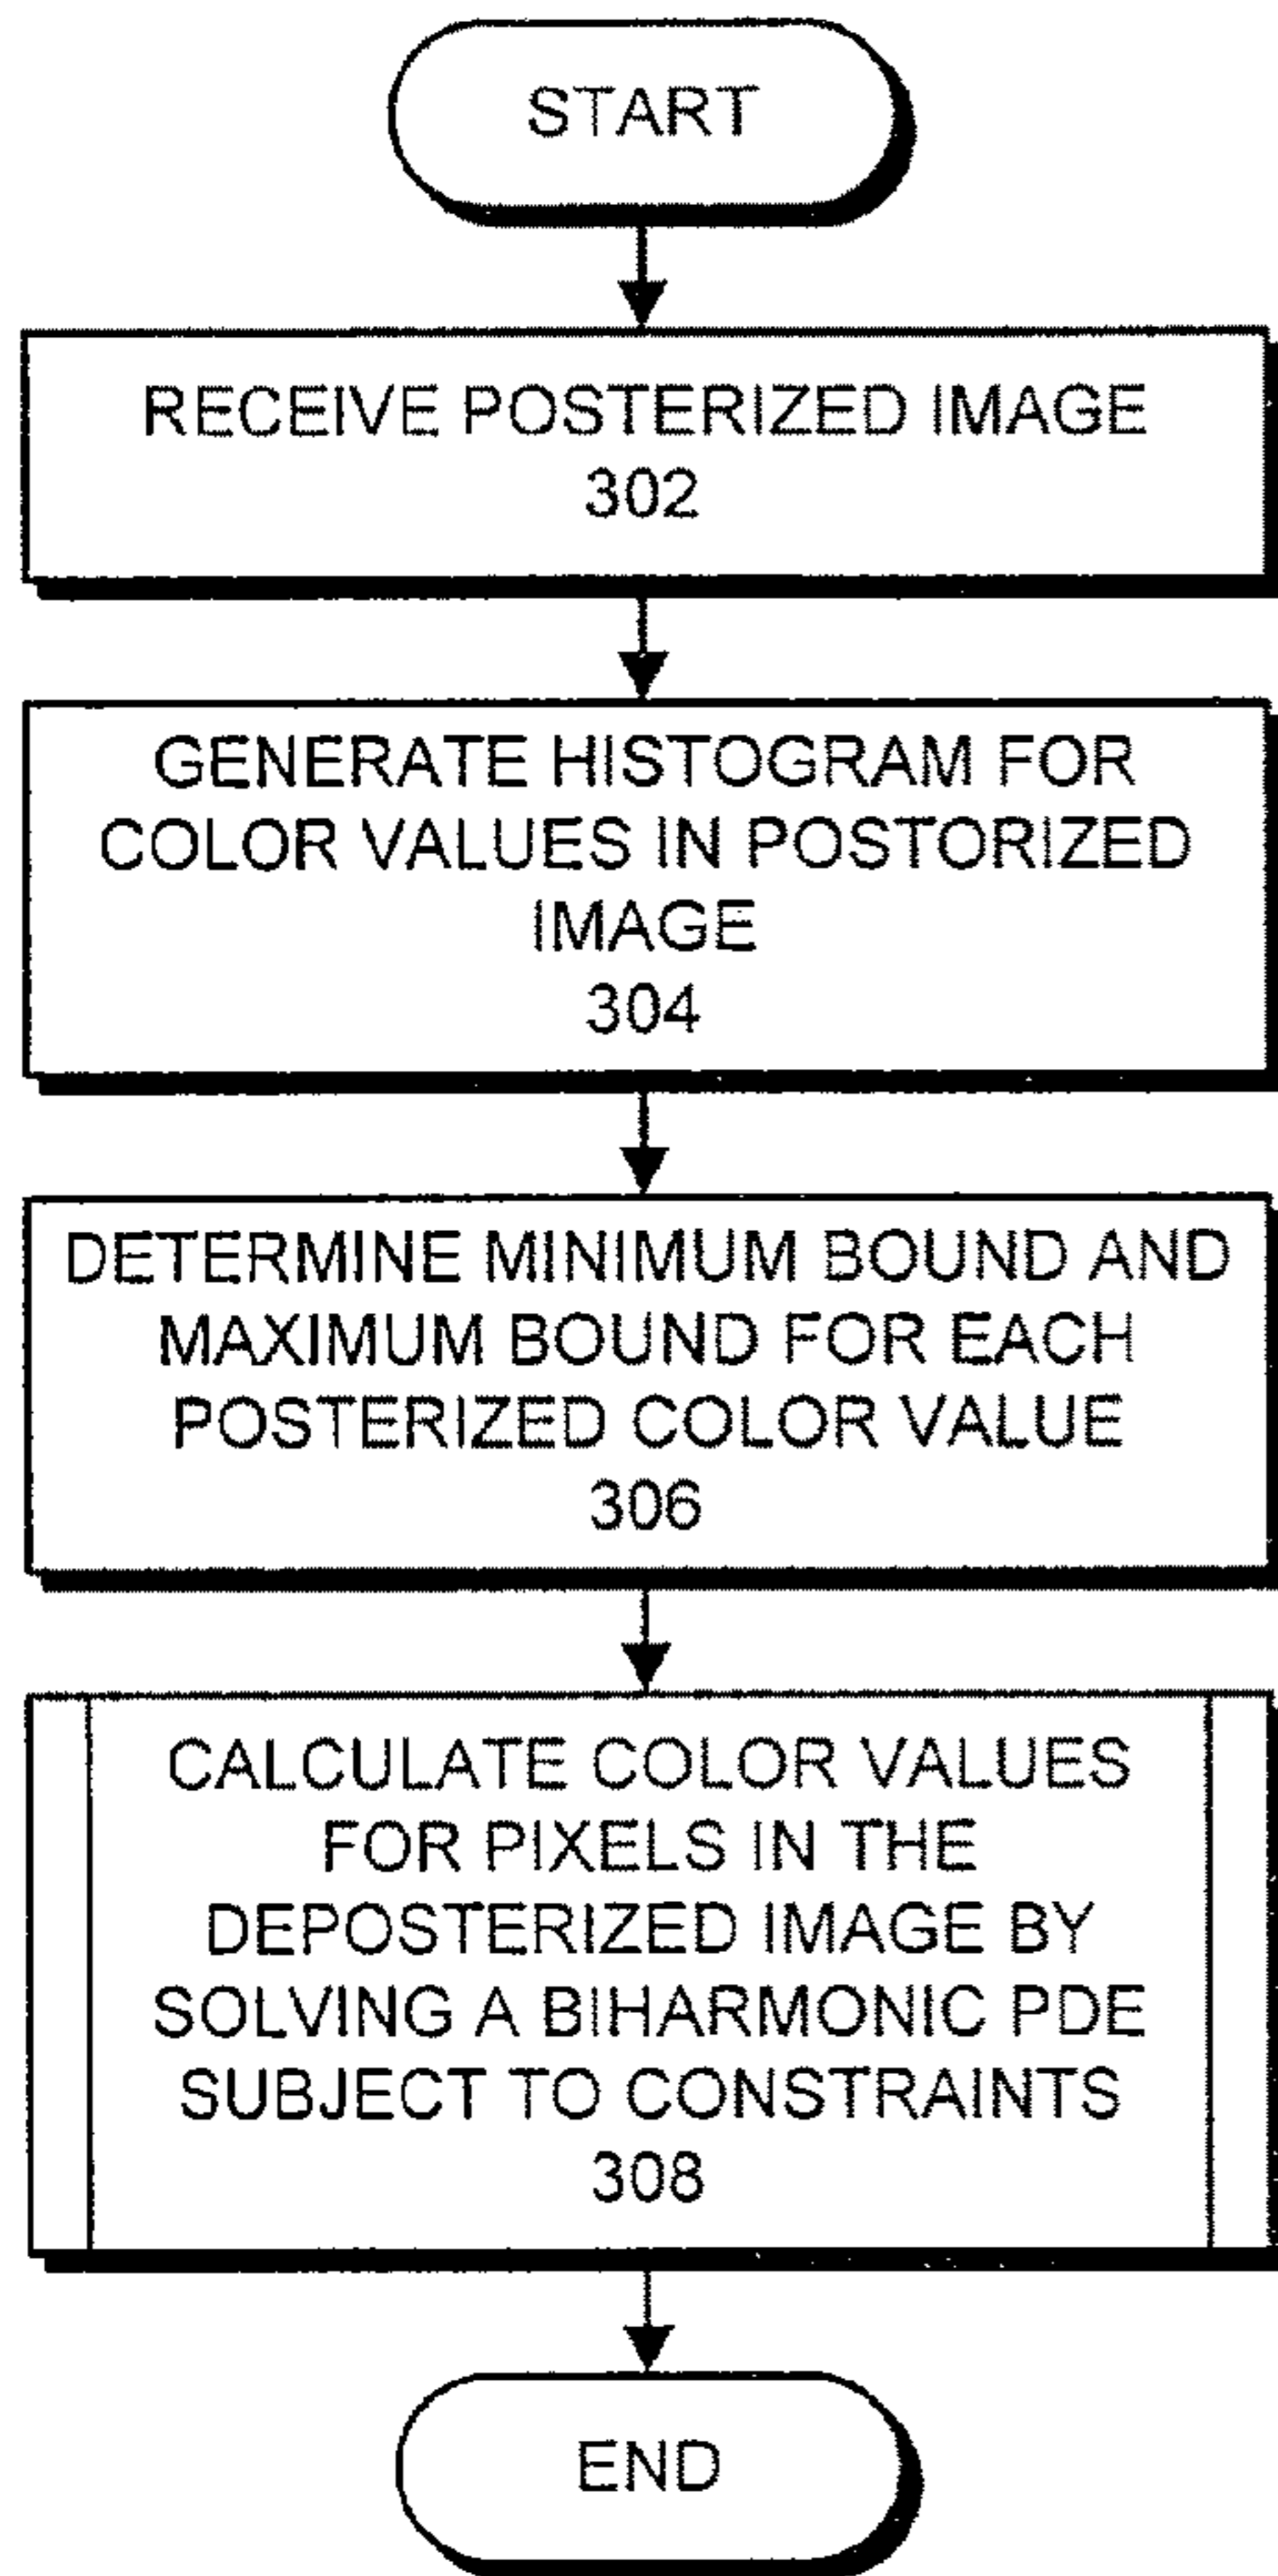 START
RECEIVE POSTERIZED IMAGE
302
GENERATE HISTOGRAM FOR
COLOR VALUES IN POSTORIZED
IMAGE
304
DETERMINE MINIMUM BOUND AND
MAXIMUM BOUND FOR EACH
POSTERIZED COLOR VALUE
306
CALCULATE COLOR VALUES
FOR PIXELS IN THE
DEPOSTERIZED IMAGE BY
SOLVING A BIHARMONIC PDE
SUBJECT TO CONSTRAINTS
308
END